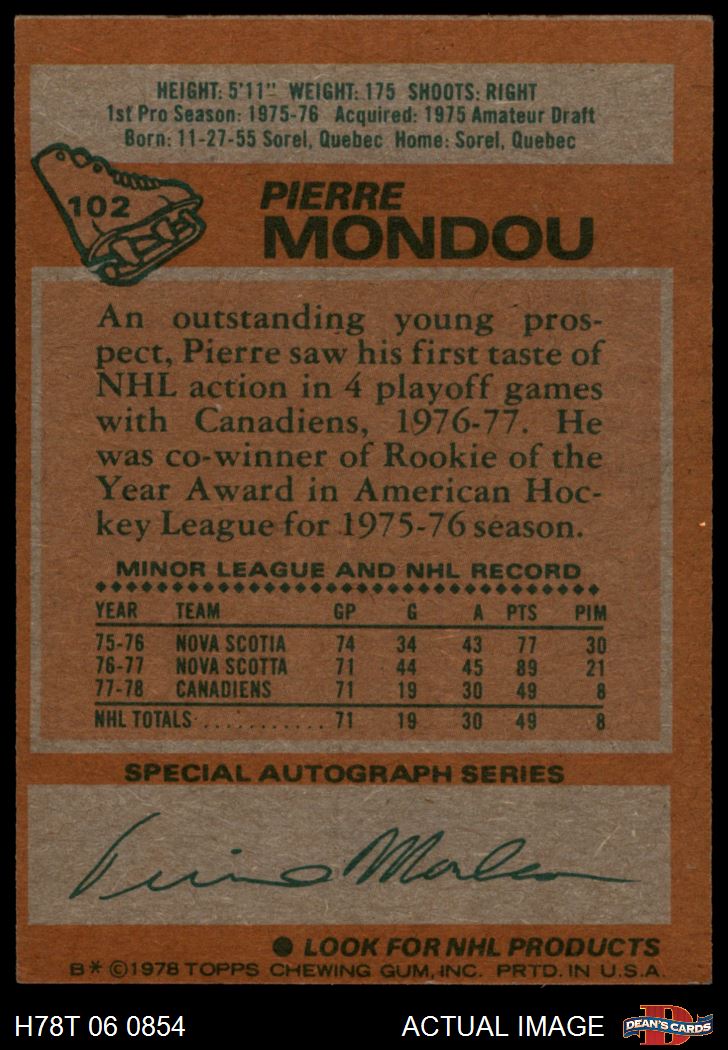 HEIGHT: 5'11" WEIGHT: 175 SHOOTS: RIGHT
1st Pro Season: 1975-76 Acquired: 1975 Amateur Draft
Born: 11-27-55 Sorel, Quebec Home: Sorel, Quebec
102
PIERRE
MONDOU
An outstanding young pros-
pect, Pierre saw his first taste of
NHL action in 4 playoff games
with Canadiens, 1976-77. He
was co-winner of Rookie of the
Year Award in American Hoc-
key League for 1975-76 season.
MINOR LEAGUE AND NHL RECORD
YEAR TEAM GP G A PTS PIM
75-76 NOVA SCOTIA 74 34 43 77 30
76-77 NOVA SCOTTA 71 44 45 89 21
77-78 CANADIENS 71 19 30 49 8
NHL TOTALS ............ 71 19 30 49 8
SPECIAL AUTOGRAPH SERIES
Pierre Mondou
● LOOK FOR NHL PRODUCTS
B* ©1978 TOPPS CHEWING GUM, INC. PRTD. IN U.S.A.
H78T 06 0854 ACTUAL IMAGE
DEAN'S CARDS